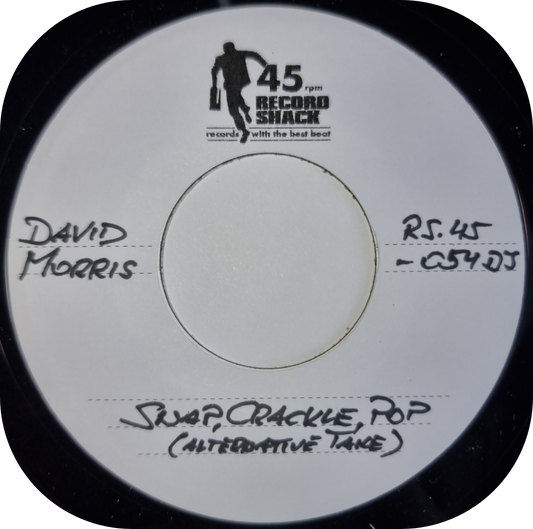 45 rpm
RECORD
SHACK
records with the best beat
DAVID
MORRIS
RS.45
- 054 DJ
SNAP, CRACKLE, POP
(ALTERNATIVE TAKE)